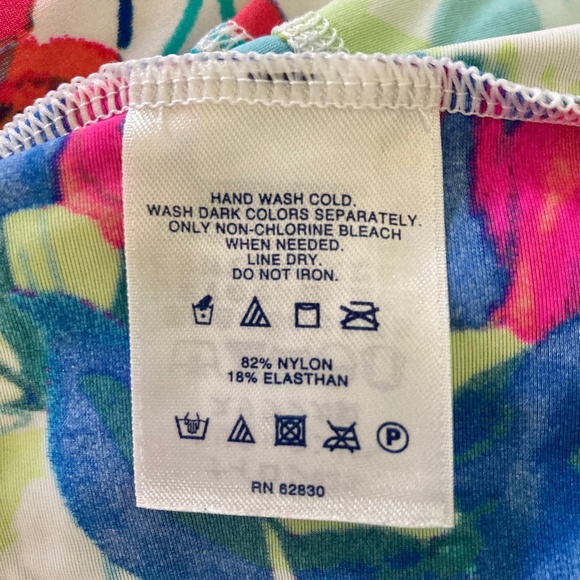 HAND WASH COLD.
WASH DARK COLORS SEPARATELY.
ONLY NON-CHLORINE BLEACH
WHEN NEEDED.
LINE DRY.
DO NOT IRON.
82% NYLON
18% ELASTHAN
P
RN 62830